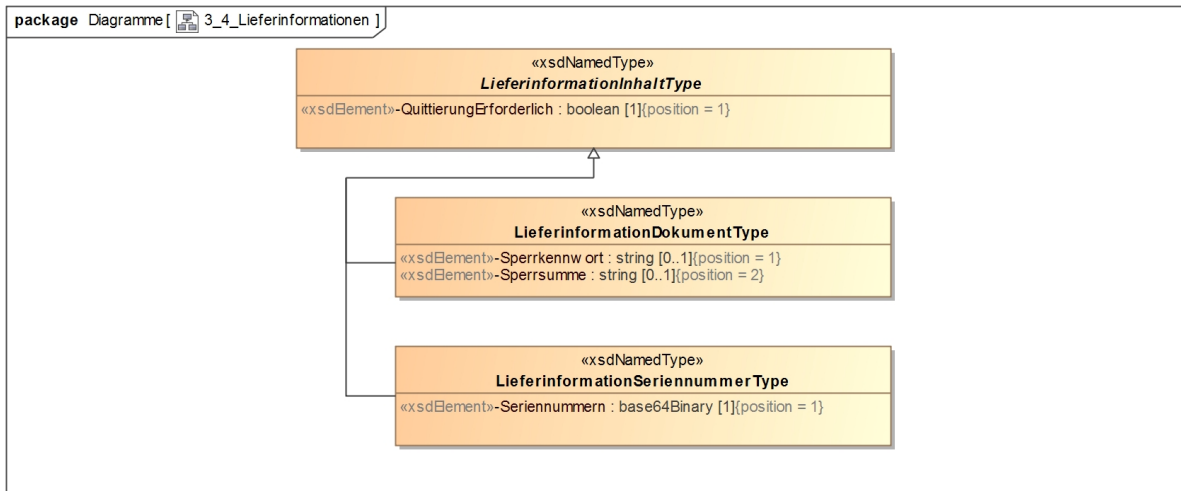 package Diagramme [ 3_4_Lieferinformationen ]
«xsdNamedType»
LieferinformationInhaltType
«xsdElement»-QuittierungErforderlich : boolean [1]{position = 1}
«xsdNamedType»
LieferinformationDokumentType
«xsdElement»-Sperrkennwort : string [0..1]{position = 1}
«xsdElement»-Sperrsumme : string [0..1]{position = 2}
«xsdNamedType»
LieferinformationSeriennummerType
«xsdElement»-Seriennummern : base64Binary [1]{position = 1}